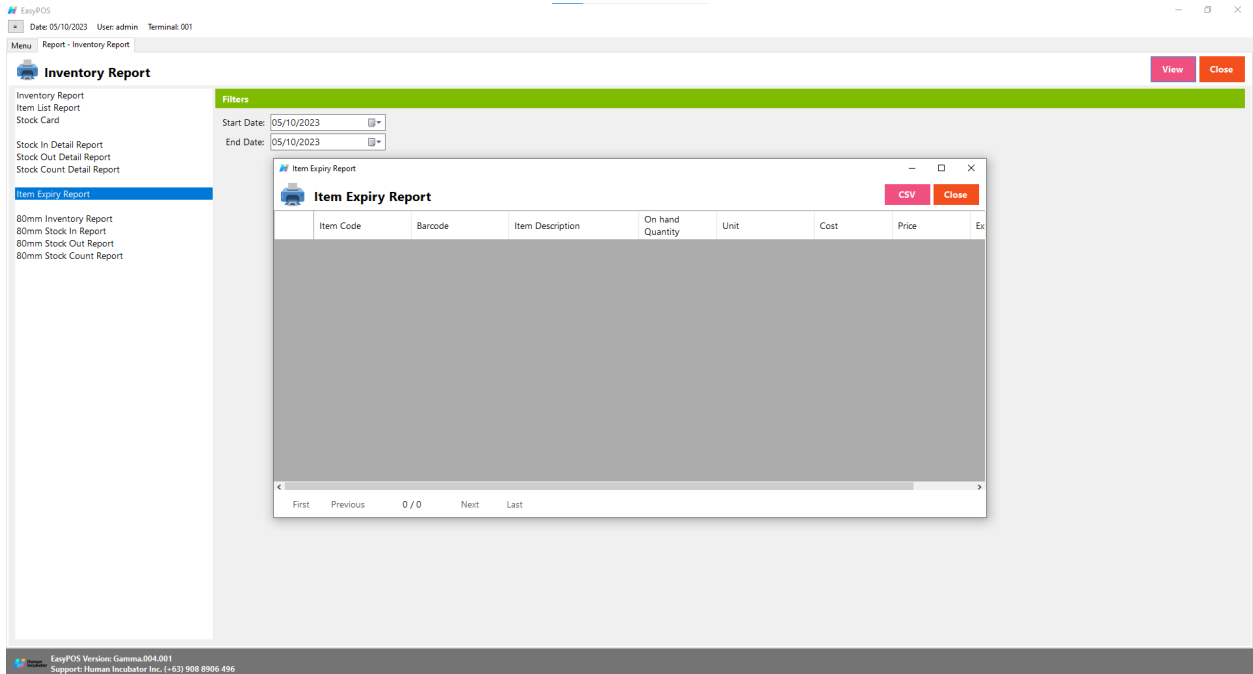 EasyPOS
Date: 05/10/2023 User: admin Terminal: 001
Menu Report - Inventory Report
Inventory Report
View Close
Inventory Report
Item List Report
Stock Card
Stock In Detail Report
Stock Out Detail Report
Stock Count Detail Report
Item Expiry Report
80mm Inventory Report
80mm Stock In Report
80mm Stock Out Report
80mm Stock Count Report
Filters
Start Date: 05/10/2023
End Date: 05/10/2023
Item Expiry Report
Item Expiry Report
CSV Close
Item Code Barcode Item Description On hand Quantity Unit Cost Price Ex
First Previous 0 / 0 Next Last
Human Incubator
EasyPOS Version: Gamma.004.001
Support: Human Incubator Inc. (+63) 908 8906 496